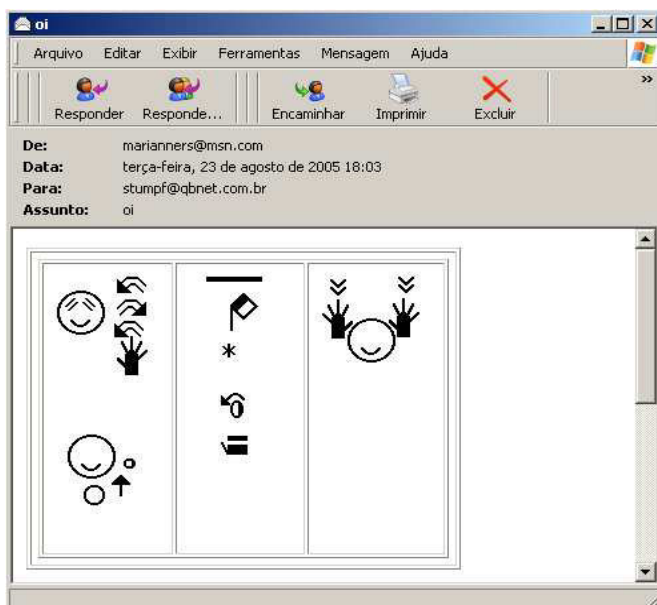 oi
Arquivo Editar Exibir Ferramentas Mensagem Ajuda
»
Responder Responde... Encaminhar Imprimir Excluir
De: marianners@msn.com
Data: terça-feira, 23 de agosto de 2005 18:03
Para: stumpf@qbnet.com.br
Assunto: oi